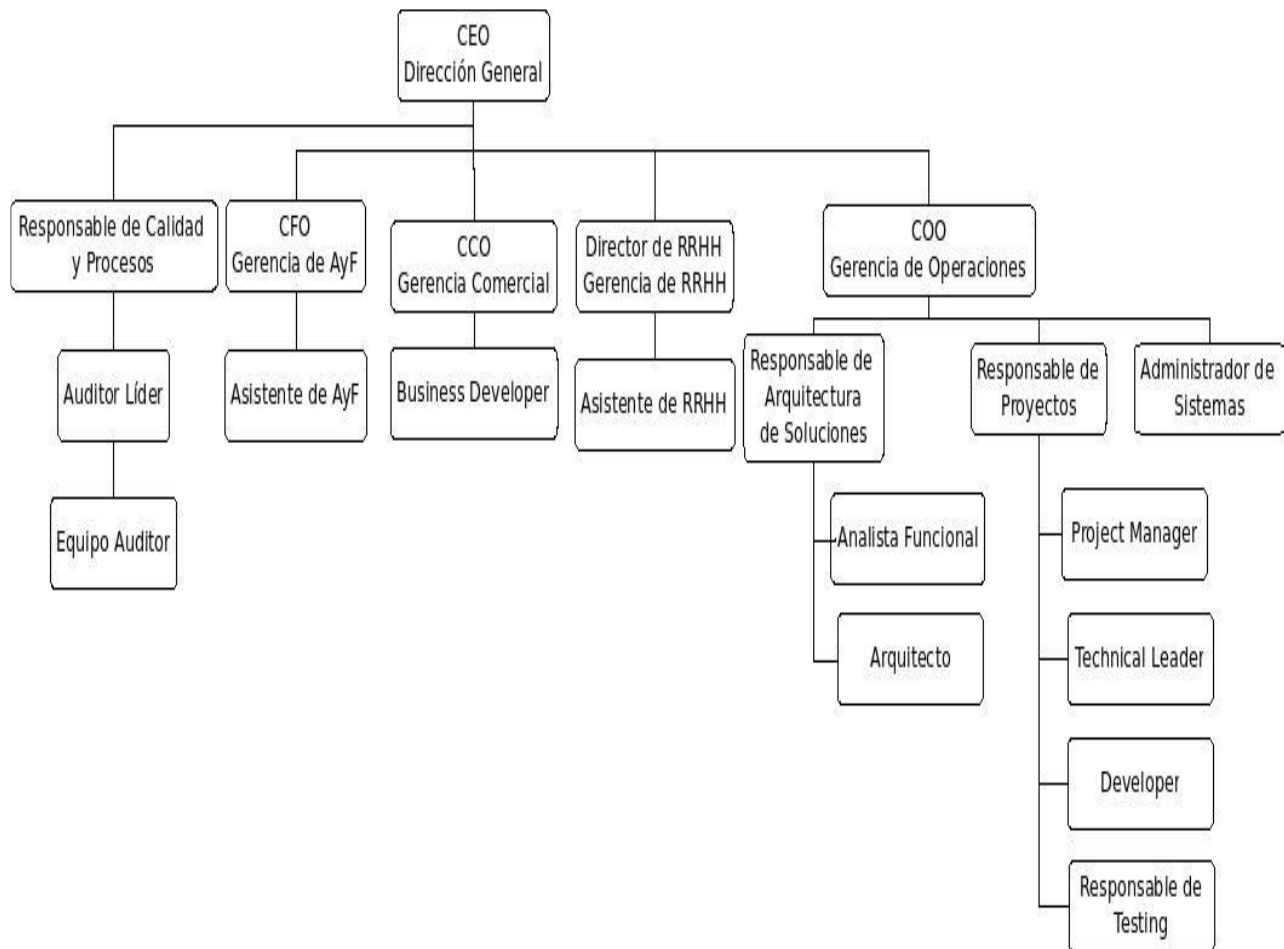 CEO
Dirección General
Responsable de Calidad
y Procesos
CFO
Gerencia de AyF
CCO
Gerencia Comercial
Director de RRHH
Gerencia de RRHH
COO
Gerencia de Operaciones
Auditor Líder
Asistente de AyF
Business Developer
Asistente de RRHH
Responsable de
Arquitectura
de Soluciones
Responsable de
Proyectos
Administrador de
Sistemas
Equipo Auditor
Analista Funcional
Project Manager
Arquitecto
Technical Leader
Developer
Responsable de
Testing